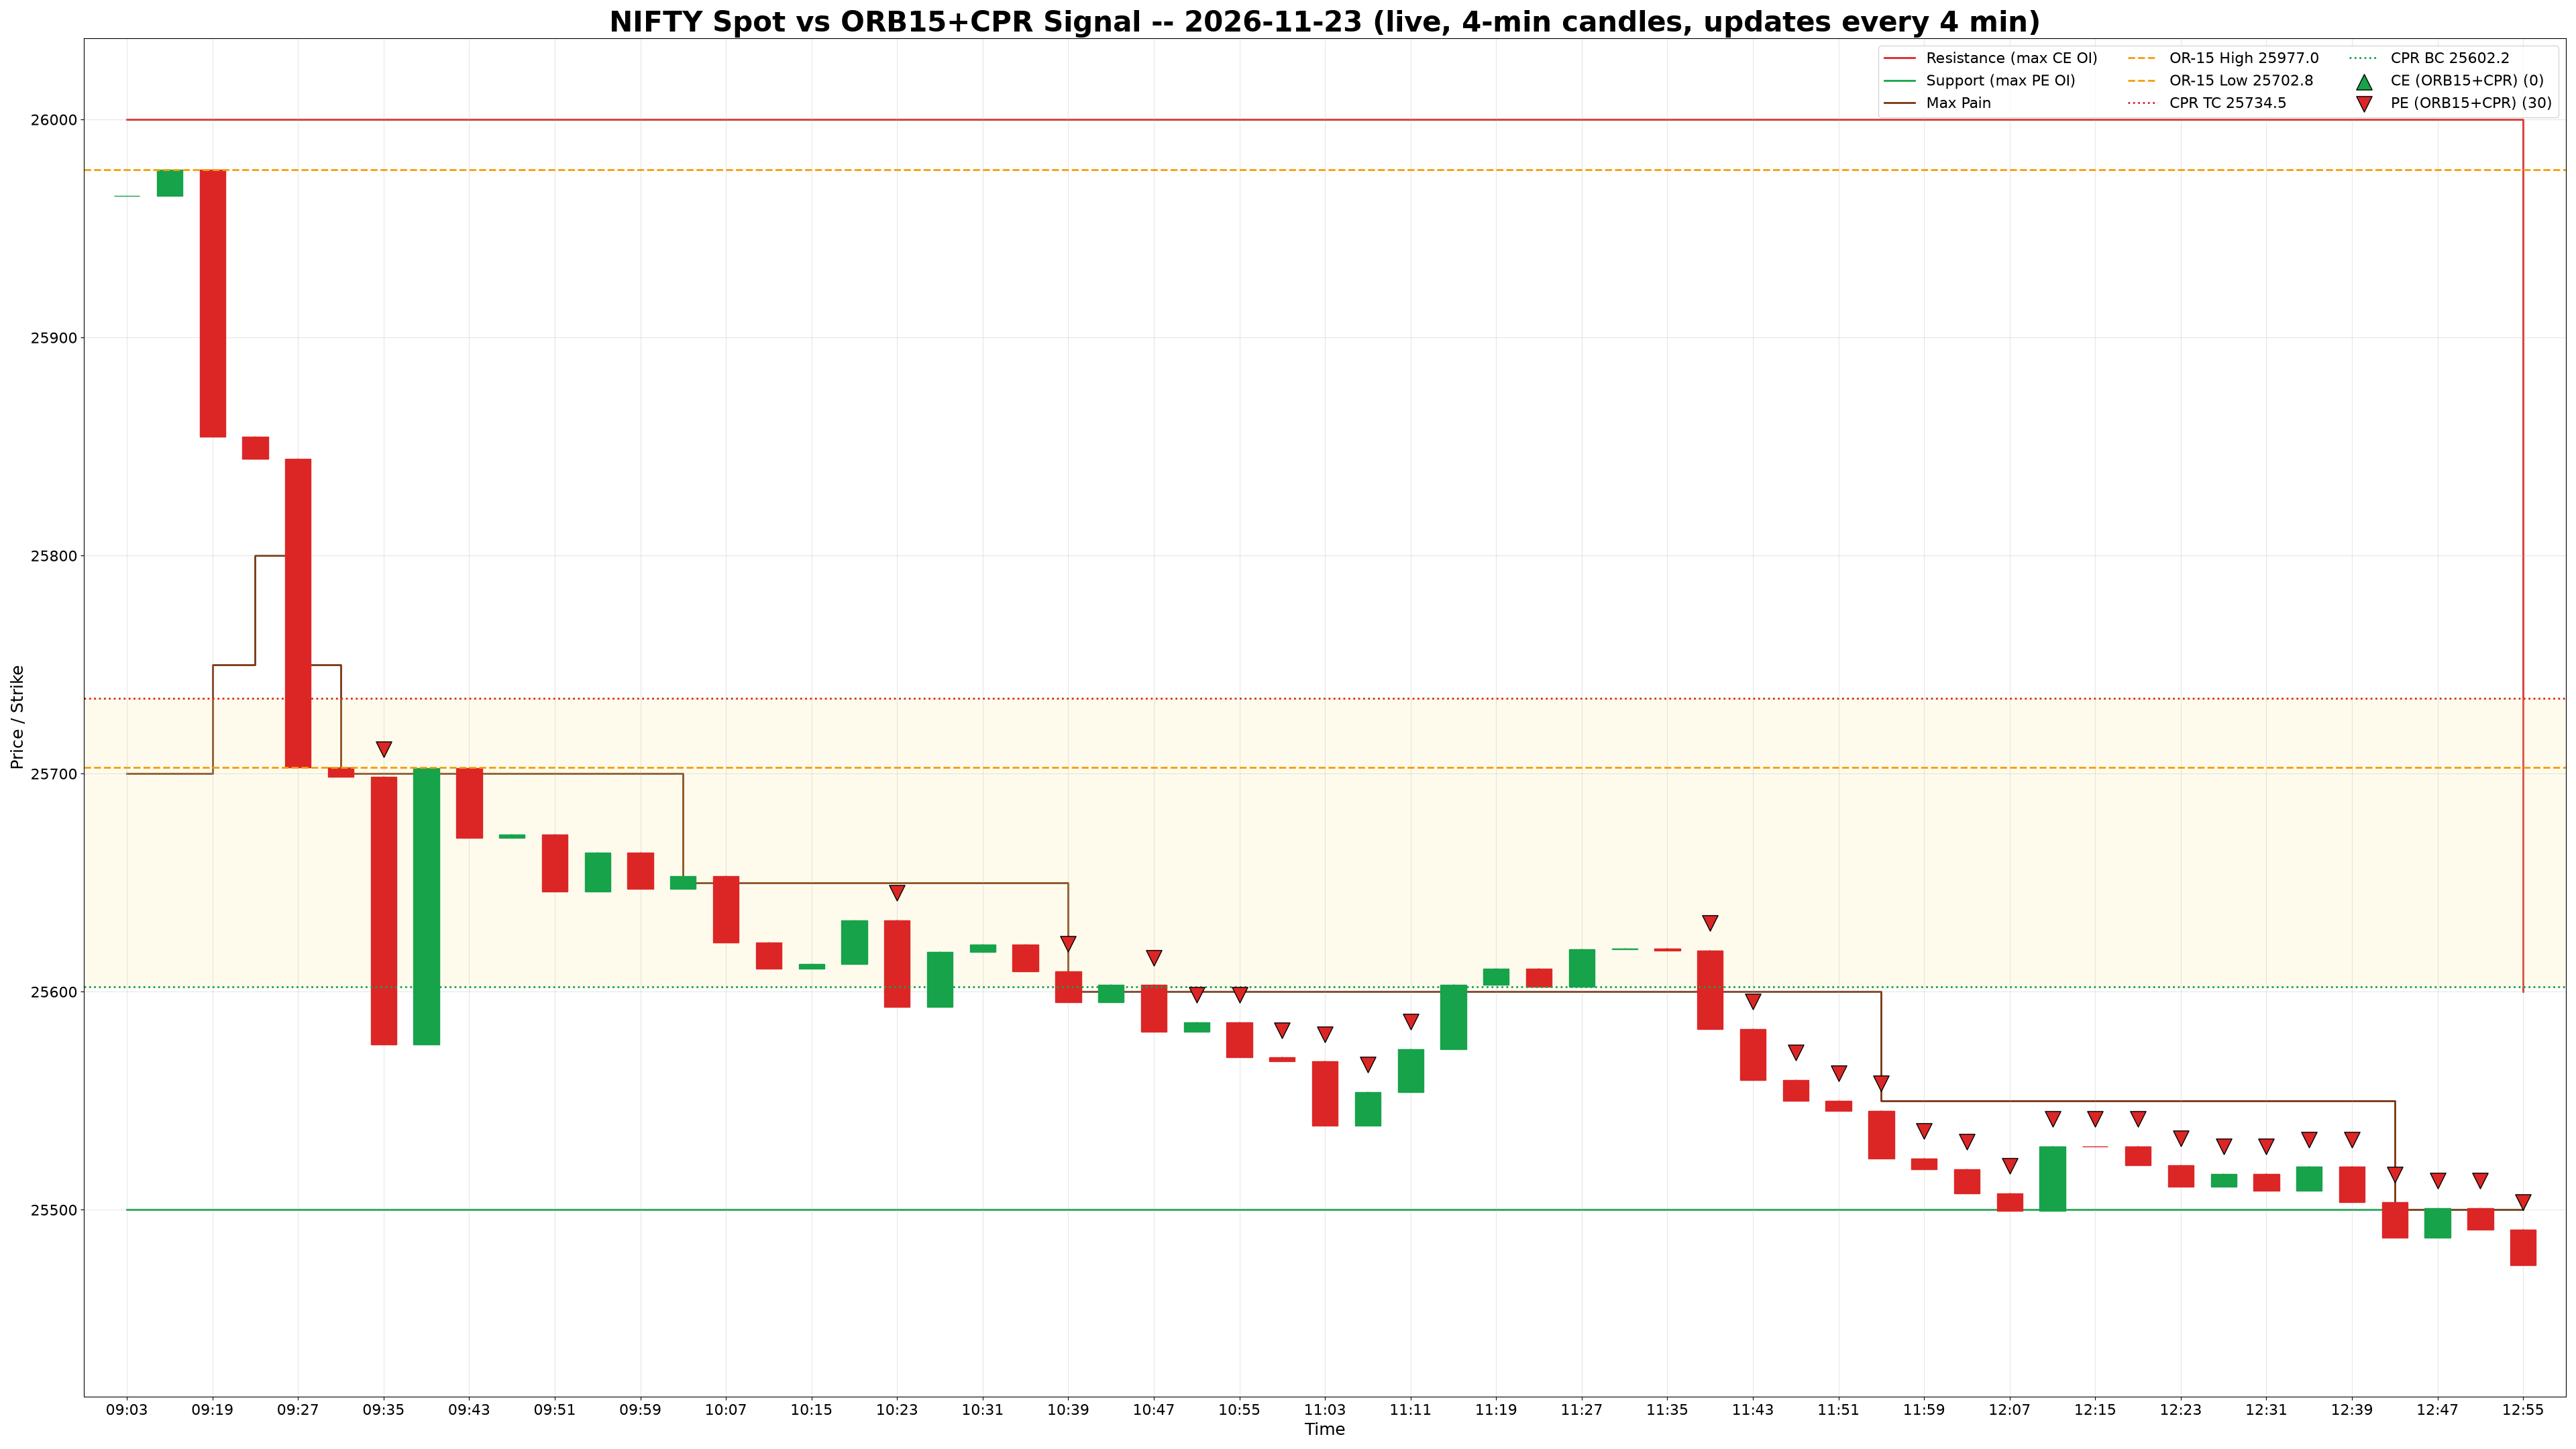 NIFTY Spot vs ORB15+CPR Signal -- 2026-11-23 (live, 4-min candles, updates every 4 min)
Resistance (max CE OI)
Support (max PE OI)
Max Pain
OR-15 High 25977.0
OR-15 Low 25702.8
CPR TC 25734.5
CPR BC 25602.2
CE (ORB15+CPR) (0)
PE (ORB15+CPR) (30)
Price / Strike
26000
25900
25800
25700
25600
25500
09:03 09:19 09:27 09:35 09:43 09:51 09:59 10:07 10:15 10:23 10:31 10:39 10:47 10:55 11:03 11:11 11:19 11:27 11:35 11:43 11:51 11:59 12:07 12:15 12:23 12:31 12:39 12:47 12:55
Time